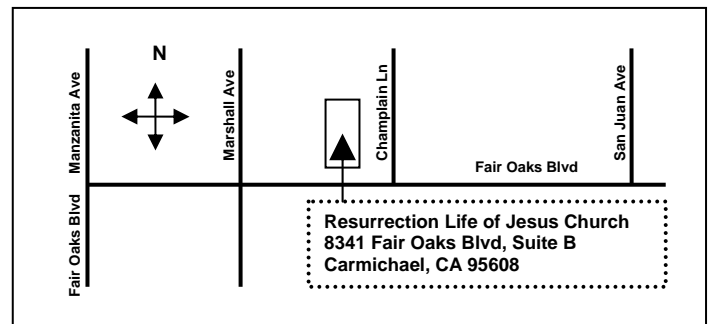 N
Manzanita Ave
Marshall Ave
Champlain Ln
San Juan Ave
Fair Oaks Blvd
Fair Oaks Blvd
Resurrection Life of Jesus Church
8341 Fair Oaks Blvd, Suite B
Carmichael, CA 95608